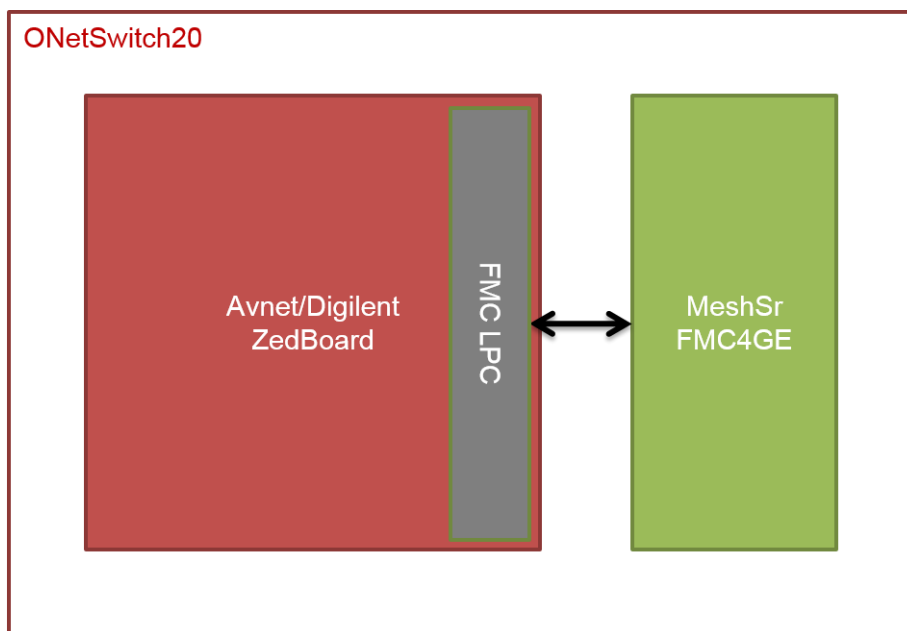 ONetSwitch20
Avnet/Digilent
ZedBoard
FMC LPC
MeshSr
FMC4GE